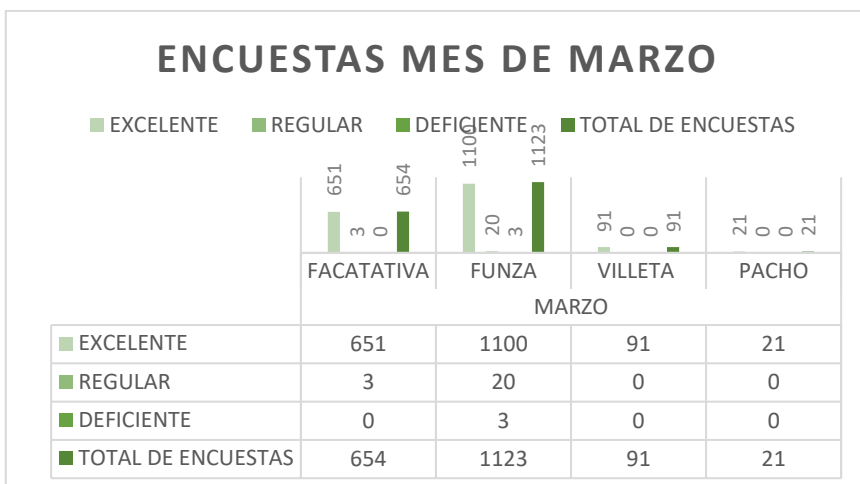 ENCUESTAS MES DE MARZO
EXCELENTE REGULAR DEFICIENTE TOTAL DE ENCUESTAS
651 3 0 654 1100 20 3 1123 91 0 0 91 21 0 0 21
FACATATIVA FUNZA VILLETA PACHO
MARZO
EXCELENTE 651 1100 91 21
REGULAR 3 20 0 0
DEFICIENTE 0 3 0 0
TOTAL DE ENCUESTAS 654 1123 91 21